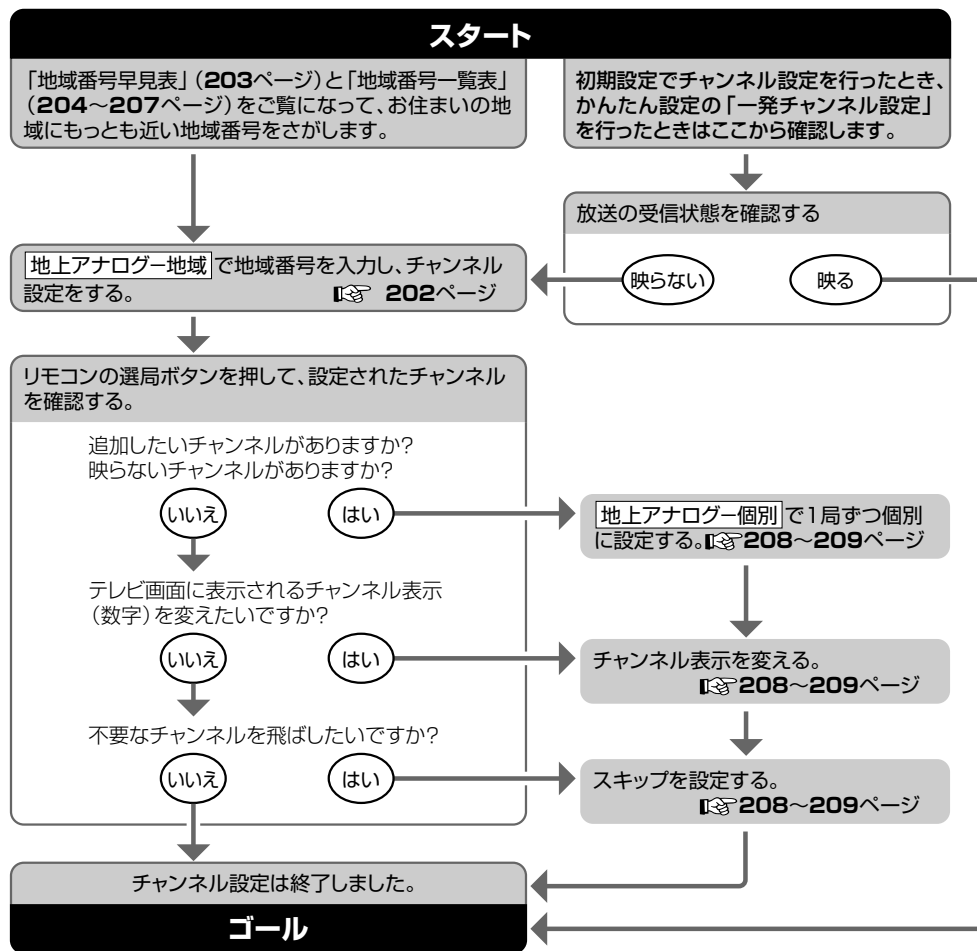 スタート
「地域番号早見表」（203ページ）と「地域番号一覧表」
（204～207ページ）をご覧になって、お住まいの地
域にもっとも近い地域番号をさがします。
初期設定でチャンネル設定を行ったとき、
かんたん設定の「一発チャンネル設定」
を行ったときはここから確認します。
放送の受信状態を確認する
映らない
映る
地上アナログ－地域で地域番号を入力し、チャンネル
設定をする。 202ページ
リモコンの選局ボタンを押して、設定されたチャンネル
を確認する。
追加したいチャンネルがありますか？
映らないチャンネルがありますか？
いいえ
はい
地上アナログ－個別で1局ずつ個別
に設定する。208～209ページ
テレビ画面に表示されるチャンネル表示
（数字）を変えたいですか？
いいえ
はい
チャンネル表示を変える。
208～209ページ
不要なチャンネルを飛ばしたいですか？
いいえ
はい
スキップを設定する。
208～209ページ
チャンネル設定は終了しました。
ゴール